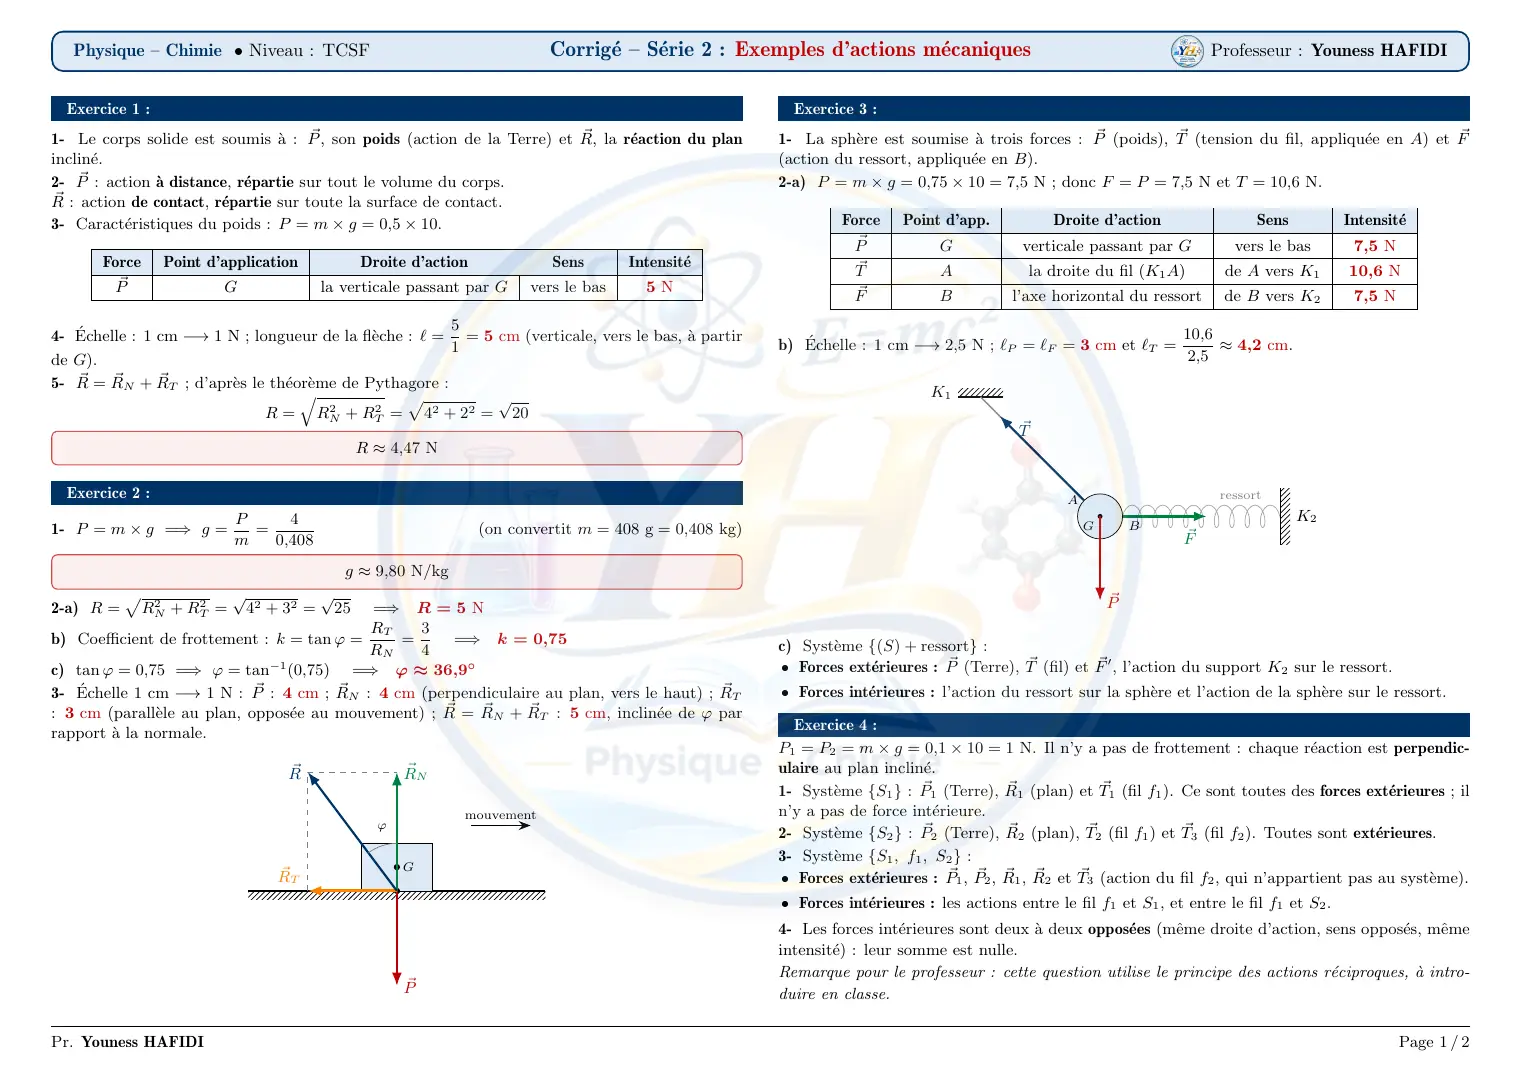 Physique – Chimie • Niveau : TCSF
Corrigé – Série 2 : Exemples d'actions mécaniques
Professeur : Youness HAFIDI
Exercice 1 :
1- Le corps solide est soumis à : P⃗, son poids (action de la Terre) et R⃗, la réaction du plan
incliné.
2- P⃗ : action à distance, répartie sur tout le volume du corps.
R⃗ : action de contact, répartie sur toute la surface de contact.
3- Caractéristiques du poids : P = m × g = 0,5 × 10.
Force Point d'application Droite d'action Sens Intensité
P⃗ G la verticale passant par G vers le bas 5 N
4- Échelle : 1 cm ⟶ 1 N ; longueur de la flèche : ℓ = 5/1 = 5 cm (verticale, vers le bas, à partir
de G).
5- R⃗ = R⃗_N + R⃗_T ; d'après le théorème de Pythagore :
R = √(R_N² + R_T²) = √(4² + 2²) = √20
R ≈ 4,47 N
Exercice 2 :
1- P = m × g ⟹ g = P/m = 4/0,408 (on convertit m = 408 g = 0,408 kg)
g ≈ 9,80 N/kg
2-a) R = √(R_N² + R_T²) = √(4² + 3²) = √25 ⟹ R = 5 N
b) Coefficient de frottement : k = tan φ = R_T/R_N = 3/4 ⟹ k = 0,75
c) tan φ = 0,75 ⟹ φ = tan⁻¹(0,75) ⟹ φ ≈ 36,9°
3- Échelle 1 cm ⟶ 1 N : P⃗ : 4 cm ; R⃗_N : 4 cm (perpendiculaire au plan, vers le haut) ; R⃗_T
: 3 cm (parallèle au plan, opposée au mouvement) ; R⃗ = R⃗_N + R⃗_T : 5 cm, inclinée de φ par
rapport à la normale.
R⃗
R⃗_N
mouvement
φ
G
R⃗_T
P⃗
Exercice 3 :
1- La sphère est soumise à trois forces : P⃗ (poids), T⃗ (tension du fil, appliquée en A) et F⃗
(action du ressort, appliquée en B).
2-a) P = m × g = 0,75 × 10 = 7,5 N ; donc F = P = 7,5 N et T = 10,6 N.
Force Point d'app. Droite d'action Sens Intensité
P⃗ G verticale passant par G vers le bas 7,5 N
T⃗ A la droite du fil (K₁A) de A vers K₁ 10,6 N
F⃗ B l'axe horizontal du ressort de B vers K₂ 7,5 N
b) Échelle : 1 cm ⟶ 2,5 N ; ℓ_P = ℓ_F = 3 cm et ℓ_T = 10,6/2,5 ≈ 4,2 cm.
K₁
T⃗
A
ressort
G
B
K₂
F⃗
P⃗
c) Système {(S) + ressort} :
• Forces extérieures : P⃗ (Terre), T⃗ (fil) et F⃗′, l'action du support K₂ sur le ressort.
• Forces intérieures : l'action du ressort sur la sphère et l'action de la sphère sur le ressort.
Exercice 4 :
P₁ = P₂ = m × g = 0,1 × 10 = 1 N. Il n'y a pas de frottement : chaque réaction est perpendic-
ulaire au plan incliné.
1- Système {S₁} : P⃗₁ (Terre), R⃗₁ (plan) et T⃗₁ (fil f₁). Ce sont toutes des forces extérieures ; il
n'y a pas de force intérieure.
2- Système {S₂} : P⃗₂ (Terre), R⃗₂ (plan), T⃗₂ (fil f₁) et T⃗₃ (fil f₂). Toutes sont extérieures.
3- Système {S₁, f₁, S₂} :
• Forces extérieures : P⃗₁, P⃗₂, R⃗₁, R⃗₂ et T⃗₃ (action du fil f₂, qui n'appartient pas au système).
• Forces intérieures : les actions entre le fil f₁ et S₁, et entre le fil f₁ et S₂.
4- Les forces intérieures sont deux à deux opposées (même droite d'action, sens opposés, même
intensité) : leur somme est nulle.
Remarque pour le professeur : cette question utilise le principe des actions réciproques, à intro-
duire en classe.
E=mc²
YH
Physique Chimie
Pr. Youness HAFIDI
Page 1 / 2